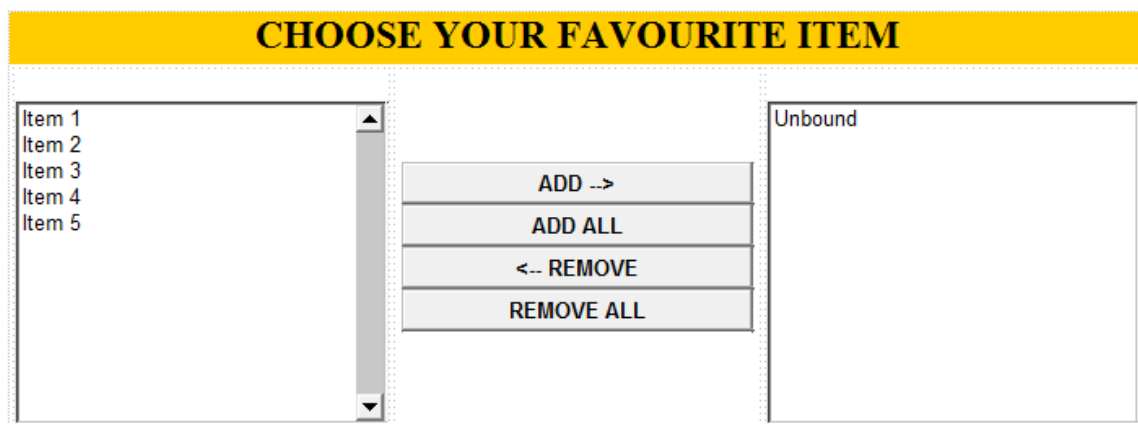 CHOOSE YOUR FAVOURITE ITEM
Item 1
Item 2
Item 3
Item 4
Item 5
ADD -->
ADD ALL
<-- REMOVE
REMOVE ALL
Unbound